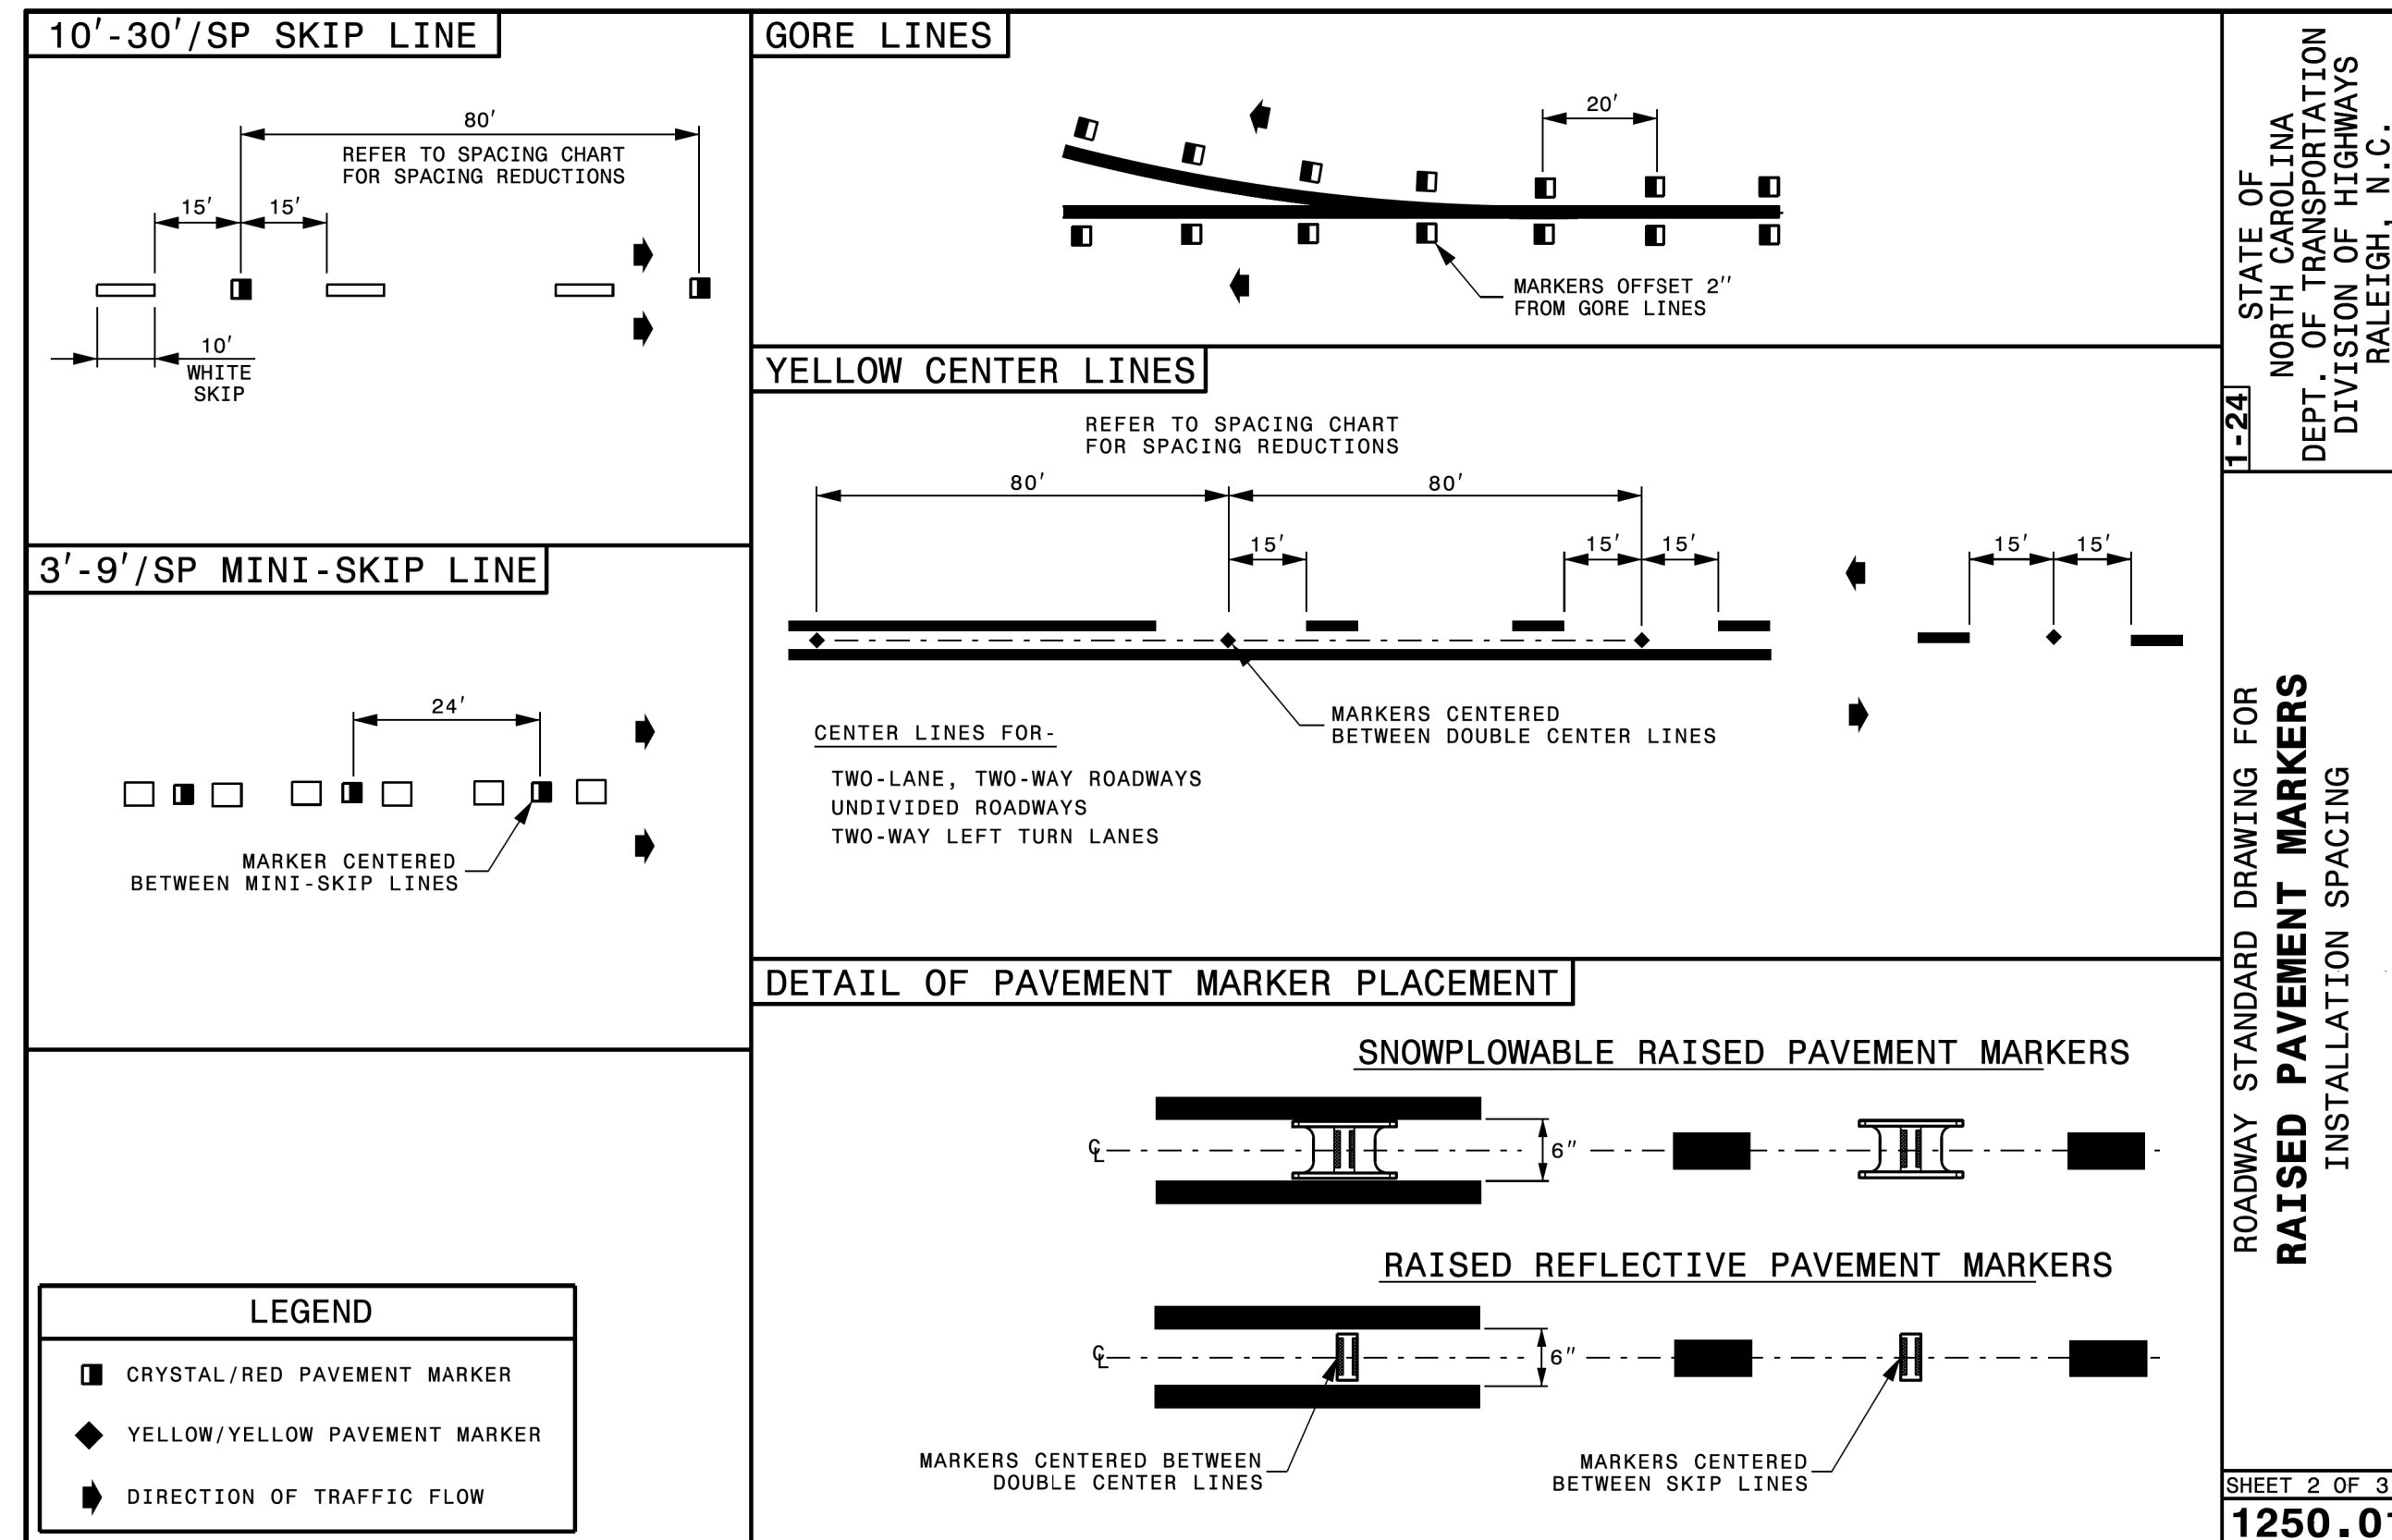 10'-30'/SP SKIP LINE
80'
REFER TO SPACING CHART
FOR SPACING REDUCTIONS
15'
15'
10'
WHITE
SKIP
3'-9'/SP MINI-SKIP LINE
24'
MARKER CENTERED
BETWEEN MINI-SKIP LINES
LEGEND
CRYSTAL/RED PAVEMENT MARKER
YELLOW/YELLOW PAVEMENT MARKER
DIRECTION OF TRAFFIC FLOW
GORE LINES
20'
MARKERS OFFSET 2''
FROM GORE LINES
YELLOW CENTER LINES
REFER TO SPACING CHART
FOR SPACING REDUCTIONS
80'
80'
15'
15'
15'
15'
15'
MARKERS CENTERED
BETWEEN DOUBLE CENTER LINES
CENTER LINES FOR-
TWO-LANE, TWO-WAY ROADWAYS
UNDIVIDED ROADWAYS
TWO-WAY LEFT TURN LANES
DETAIL OF PAVEMENT MARKER PLACEMENT
SNOWPLOWABLE RAISED PAVEMENT MARKERS
℄
6"
RAISED REFLECTIVE PAVEMENT MARKERS
℄
6"
MARKERS CENTERED BETWEEN
DOUBLE CENTER LINES
MARKERS CENTERED
BETWEEN SKIP LINES
1-24
STATE OF
NORTH CAROLINA
DEPT. OF TRANSPORTATION
DIVISION OF HIGHWAYS
RALEIGH, N.C.
ROADWAY STANDARD DRAWING FOR
RAISED PAVEMENT MARKERS
INSTALLATION SPACING
SHEET 2 OF 3
1250.01